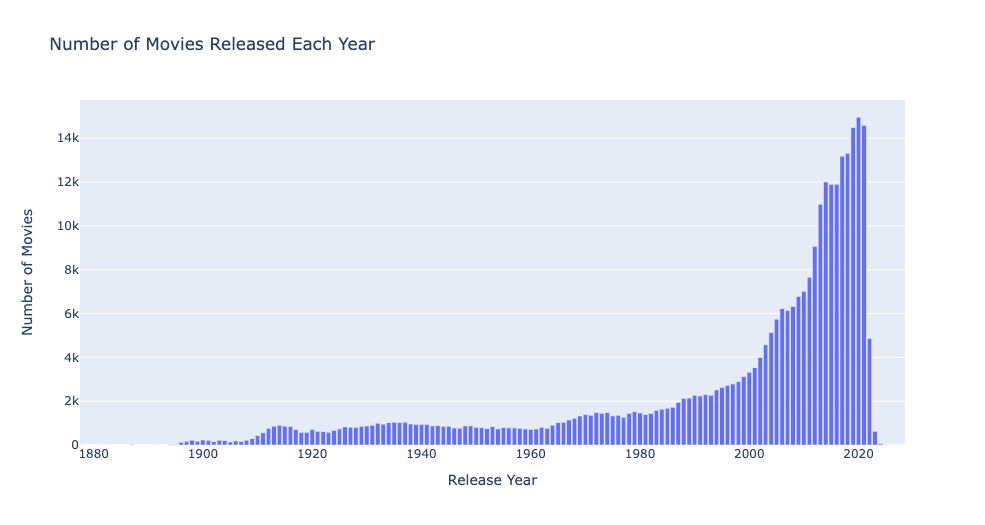 Number of Movies Released Each Year
14k
12k
10k
8k
6k
4k
2k
0
Number of Movies
1880 1900 1920 1940 1960 1980 2000 2020
Release Year